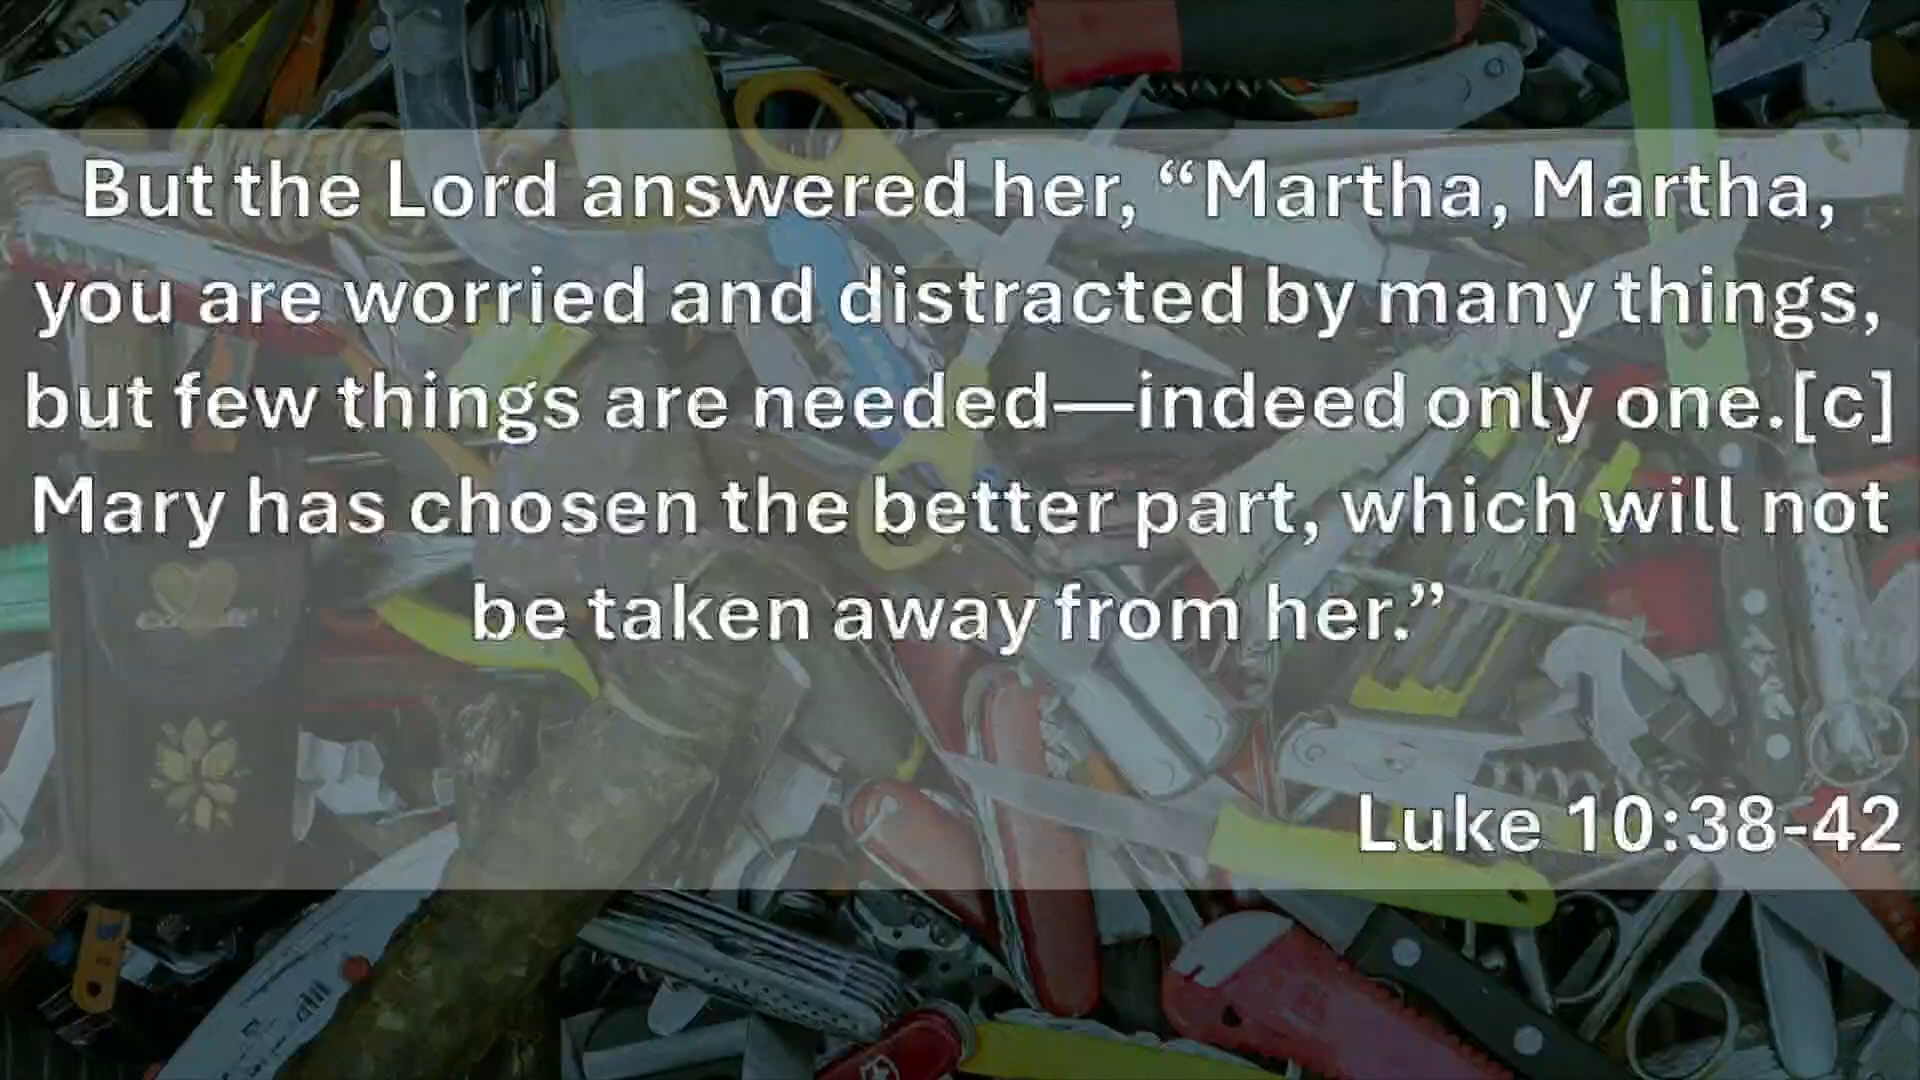 But the Lord answered her, “Martha, Martha,
you are worried and distracted by many things,
but few things are needed—indeed only one.[c]
Mary has chosen the better part, which will not
be taken away from her.”
Luke 10:38-42